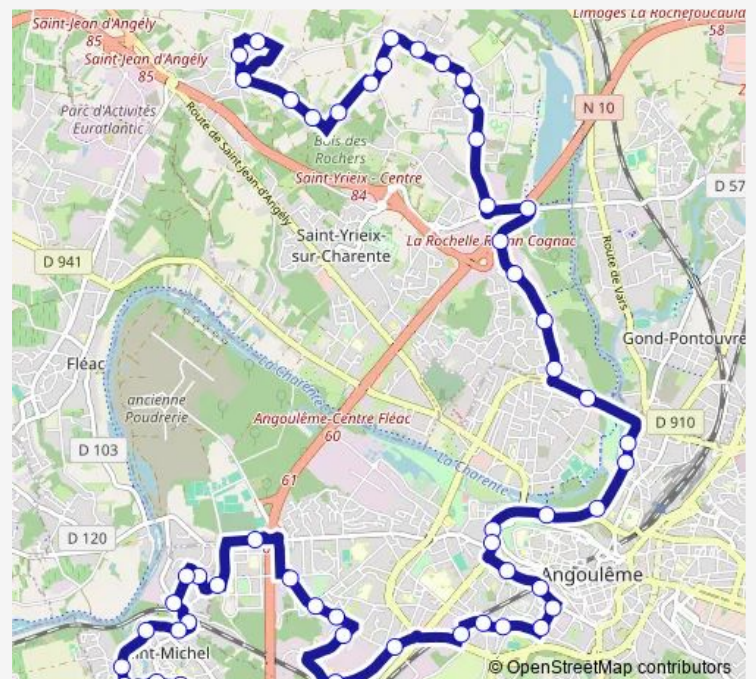 Saint-Jean d'Angély
85
Saint-Jean d'Angély
85
Limoges La Rochefoucauld
58
Parc d'Activités
Euratlantic
Route de Saint-Jean-d'Angély
Bois des
Rochers
N 10
Saint-Yrieix - Centre
84
D 57
Saint-Yrieix-
sur-Charente
La Rochelle
Cognac
D 941
Route de Vars
Gond-Pontouvre
Fléac
La Charente
ancienne
Poudrerie
Angoulême-Centre Fléac
60
D 910
D 103
La Charente
61
D 120
Angoulême
nt-Michel
© OpenStreetMap contributors